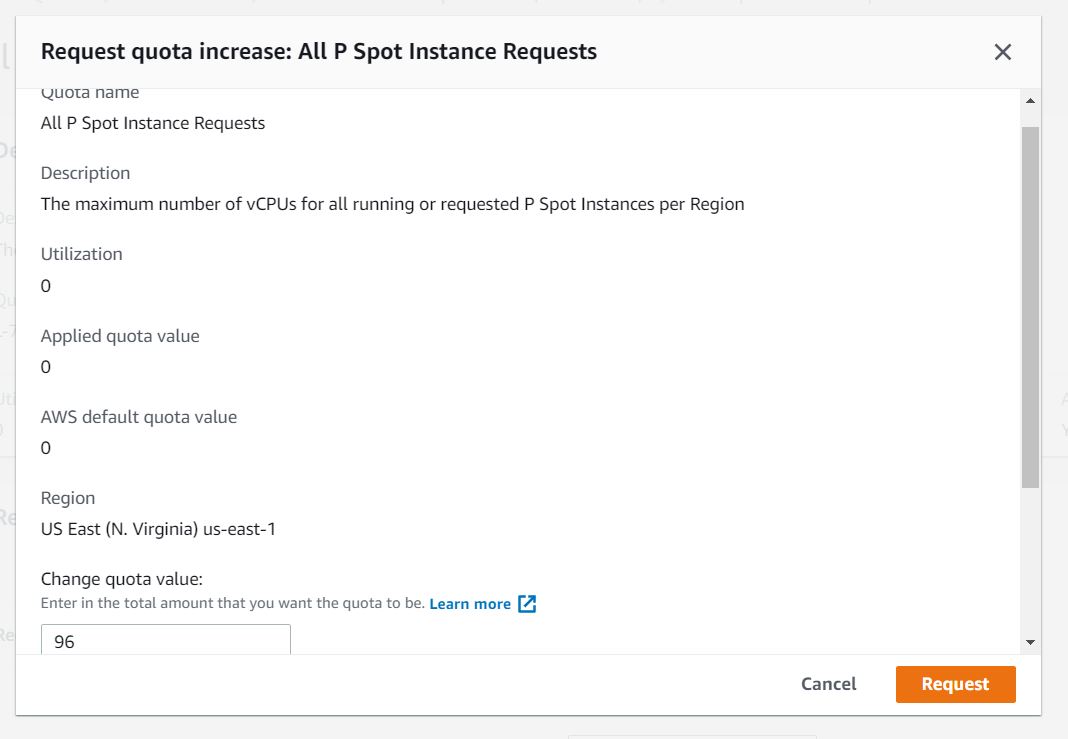 Request quota increase: All P Spot Instance Requests
Quota name
All P Spot Instance Requests
Description
The maximum number of vCPUs for all running or requested P Spot Instances per Region
Utilization
0
Applied quota value
0
AWS default quota value
0
Region
US East (N. Virginia) us-east-1
Change quota value:
Enter in the total amount that you want the quota to be. Learn more
96
Cancel
Request